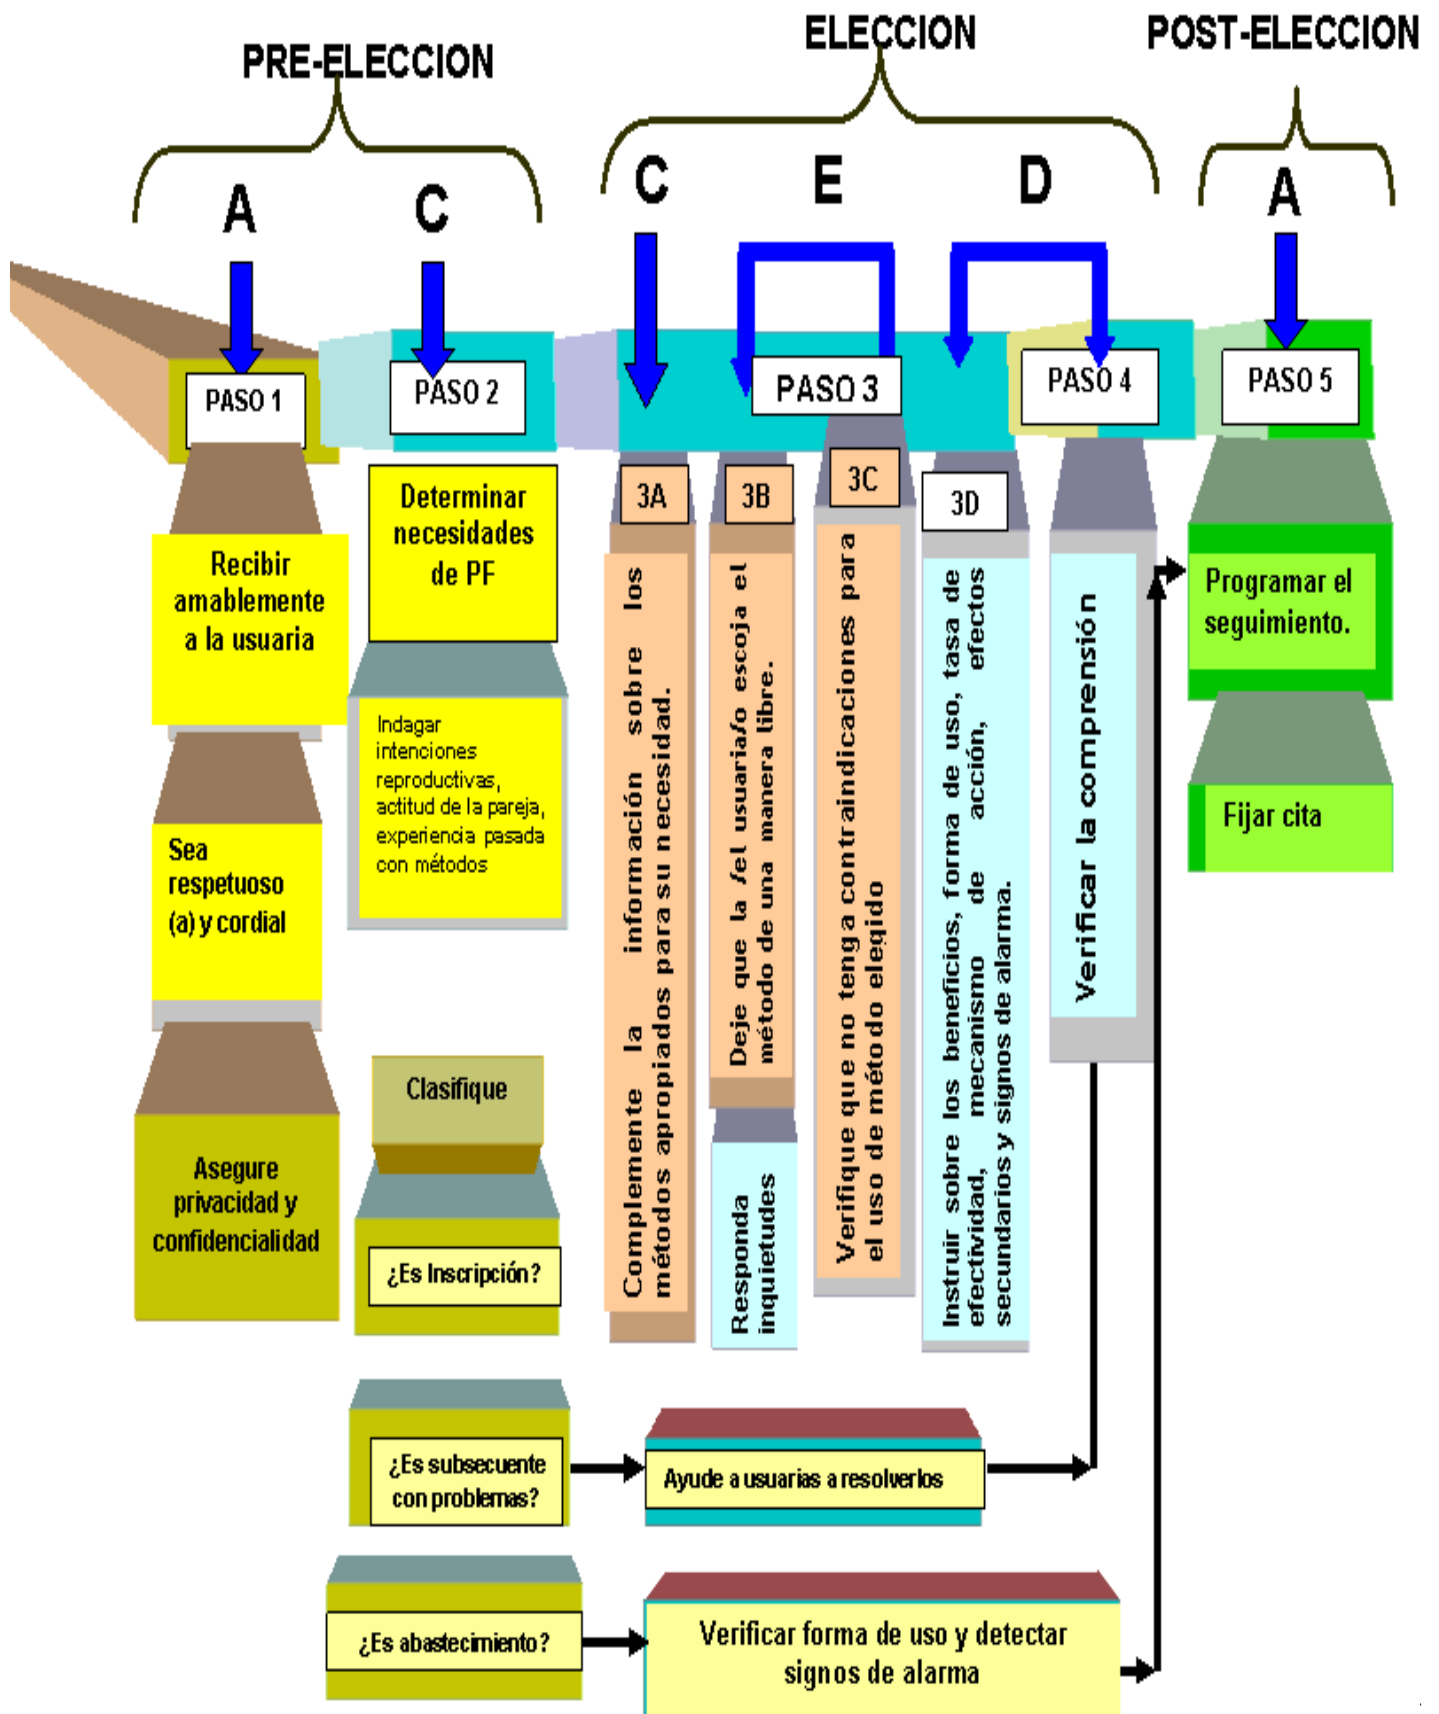 PRE-ELECCION
ELECCION
POST-ELECCION
A
C
C
E
D
A
PASO 1
PASO 2
PASO 3
PASO 4
PASO 5
Recibir
amablemente
a la usuaria
Sea
respetuoso
(a) y cordial
Asegure
privacidad y
confidencialidad
Determinar
necesidades
de PF
Indagar
intenciones
reproductivas,
actitud de la pareja,
experiencia pasada
con métodos
Clasifique
¿Es Inscripción?
¿Es subsecuente
con problemas?
¿Es abastecimiento?
3A
Complemente la información sobre los
métodos apropiados para su necesidad.
3B
Deje que la /el usuaria/o escoja el
método de una manera libre.
Responda
inquietudes
3C
Verifique que no tenga contraindicaciones para
el uso de método elegido
3D
Instruir sobre los beneficios, forma de uso, tasa de
efectividad, mecanismo de acción, efectos
secundarios y signos de alarma.
Verificar la comprensión
Programar el
seguimiento.
Fijar cita
Ayude a usuarias a resolverlos
Verificar forma de uso y detectar
signos de alarma